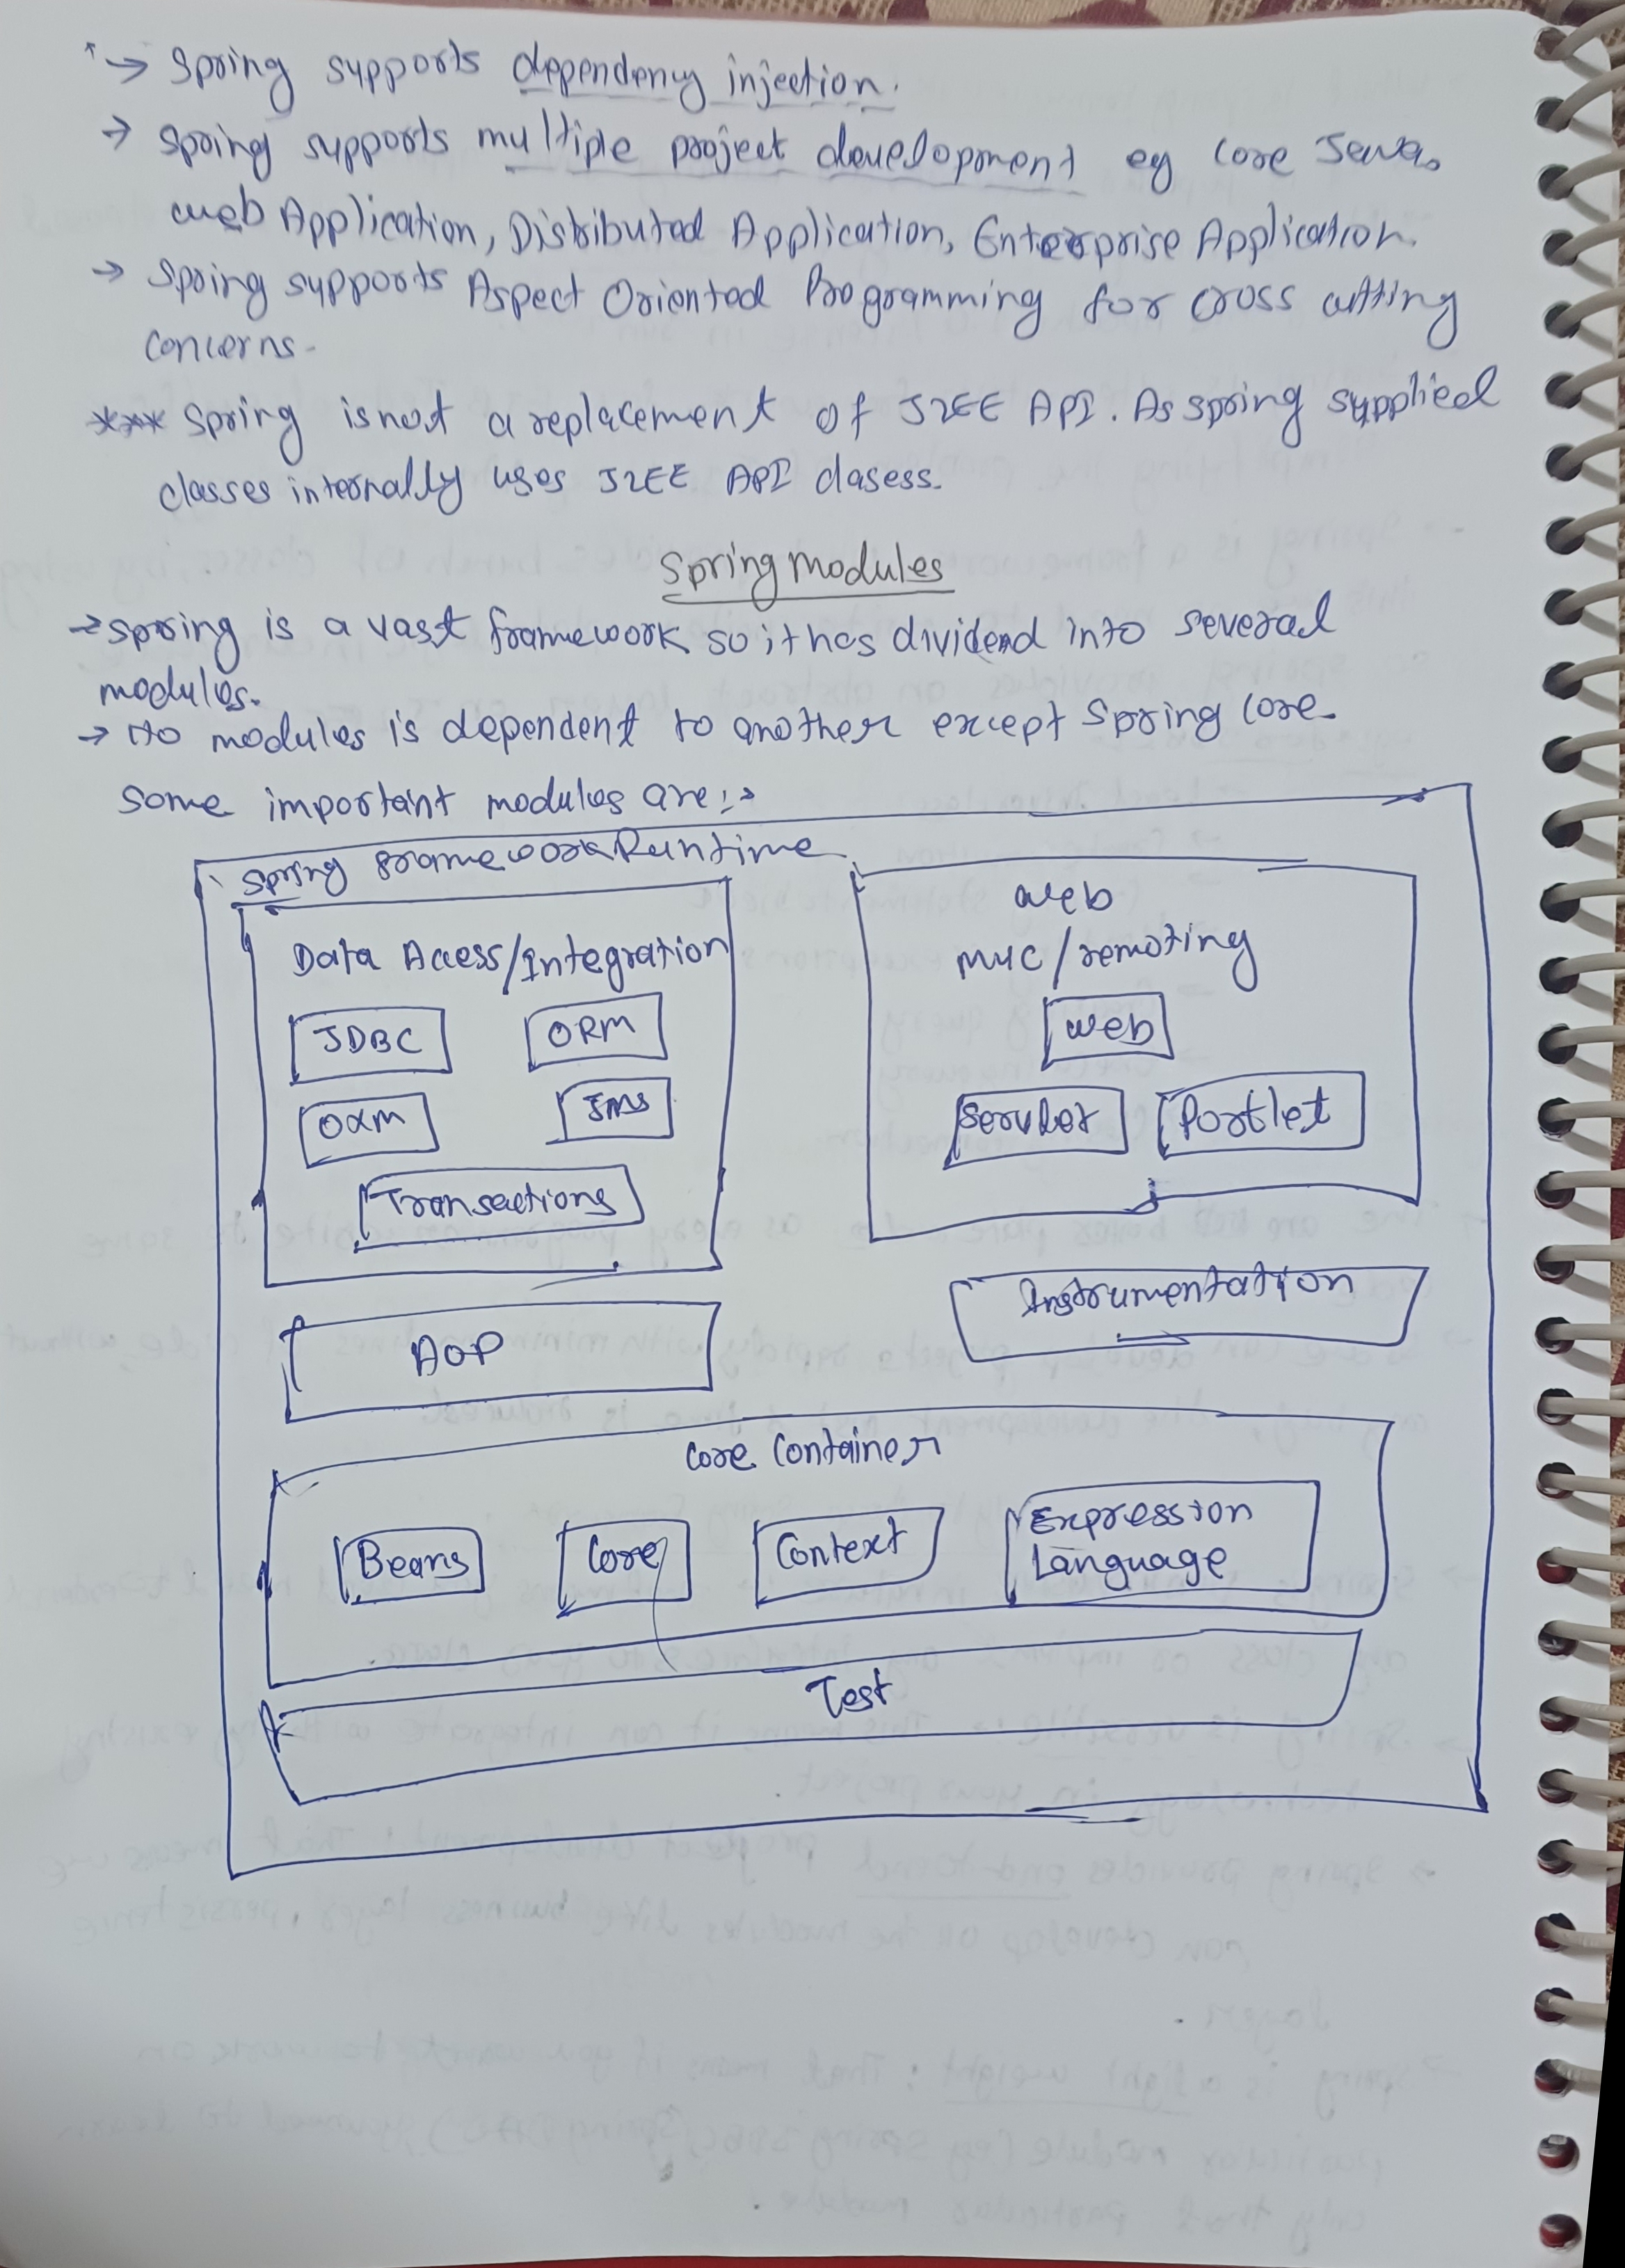 → Spring supports dependency injection.
→ Spring supports multiple project development eg core Java,
web Application, Distributed Application, Enterprise Application.
→ Spring supports Aspect Oriented Programming for cross cutting
concerns.
*** Spring is not a replacement of J2EE API. As spring supplied
classes internally uses J2EE API classess.
Spring modules
→ spring is a vast framework so it has dividend into several
modules.
→ No modules is dependent to another except Spring core.
Some important modules are:→
Spring frameworkRuntime
Data Access/Integration
JDBC
ORM
OXM
JMS
Transactions
web
MVC/remoting
web
Servlet
Portlet
AOP
Instrumentation
Core Container
Beans
Core
Context
Expression
Language
Test